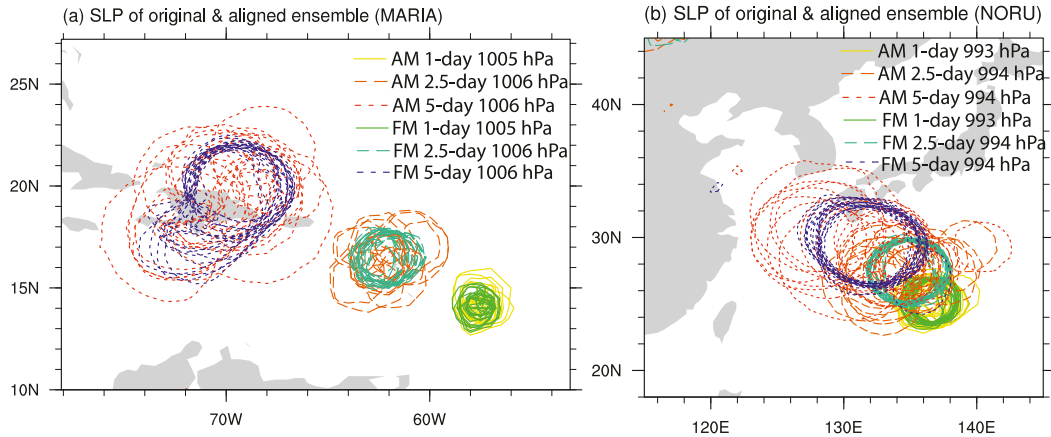 (a) SLP of original & aligned ensemble (MARIA)
25N
20N
15N
10N
70W
60W
AM 1-day 1005 hPa
AM 2.5-day 1006 hPa
AM 5-day 1006 hPa
FM 1-day 1005 hPa
FM 2.5-day 1006 hPa
FM 5-day 1006 hPa
(b) SLP of original & aligned ensemble (NORU)
40N
30N
20N
120E
130E
140E
AM 1-day 993 hPa
AM 2.5-day 994 hPa
AM 5-day 994 hPa
FM 1-day 993 hPa
FM 2.5-day 994 hPa
FM 5-day 994 hPa